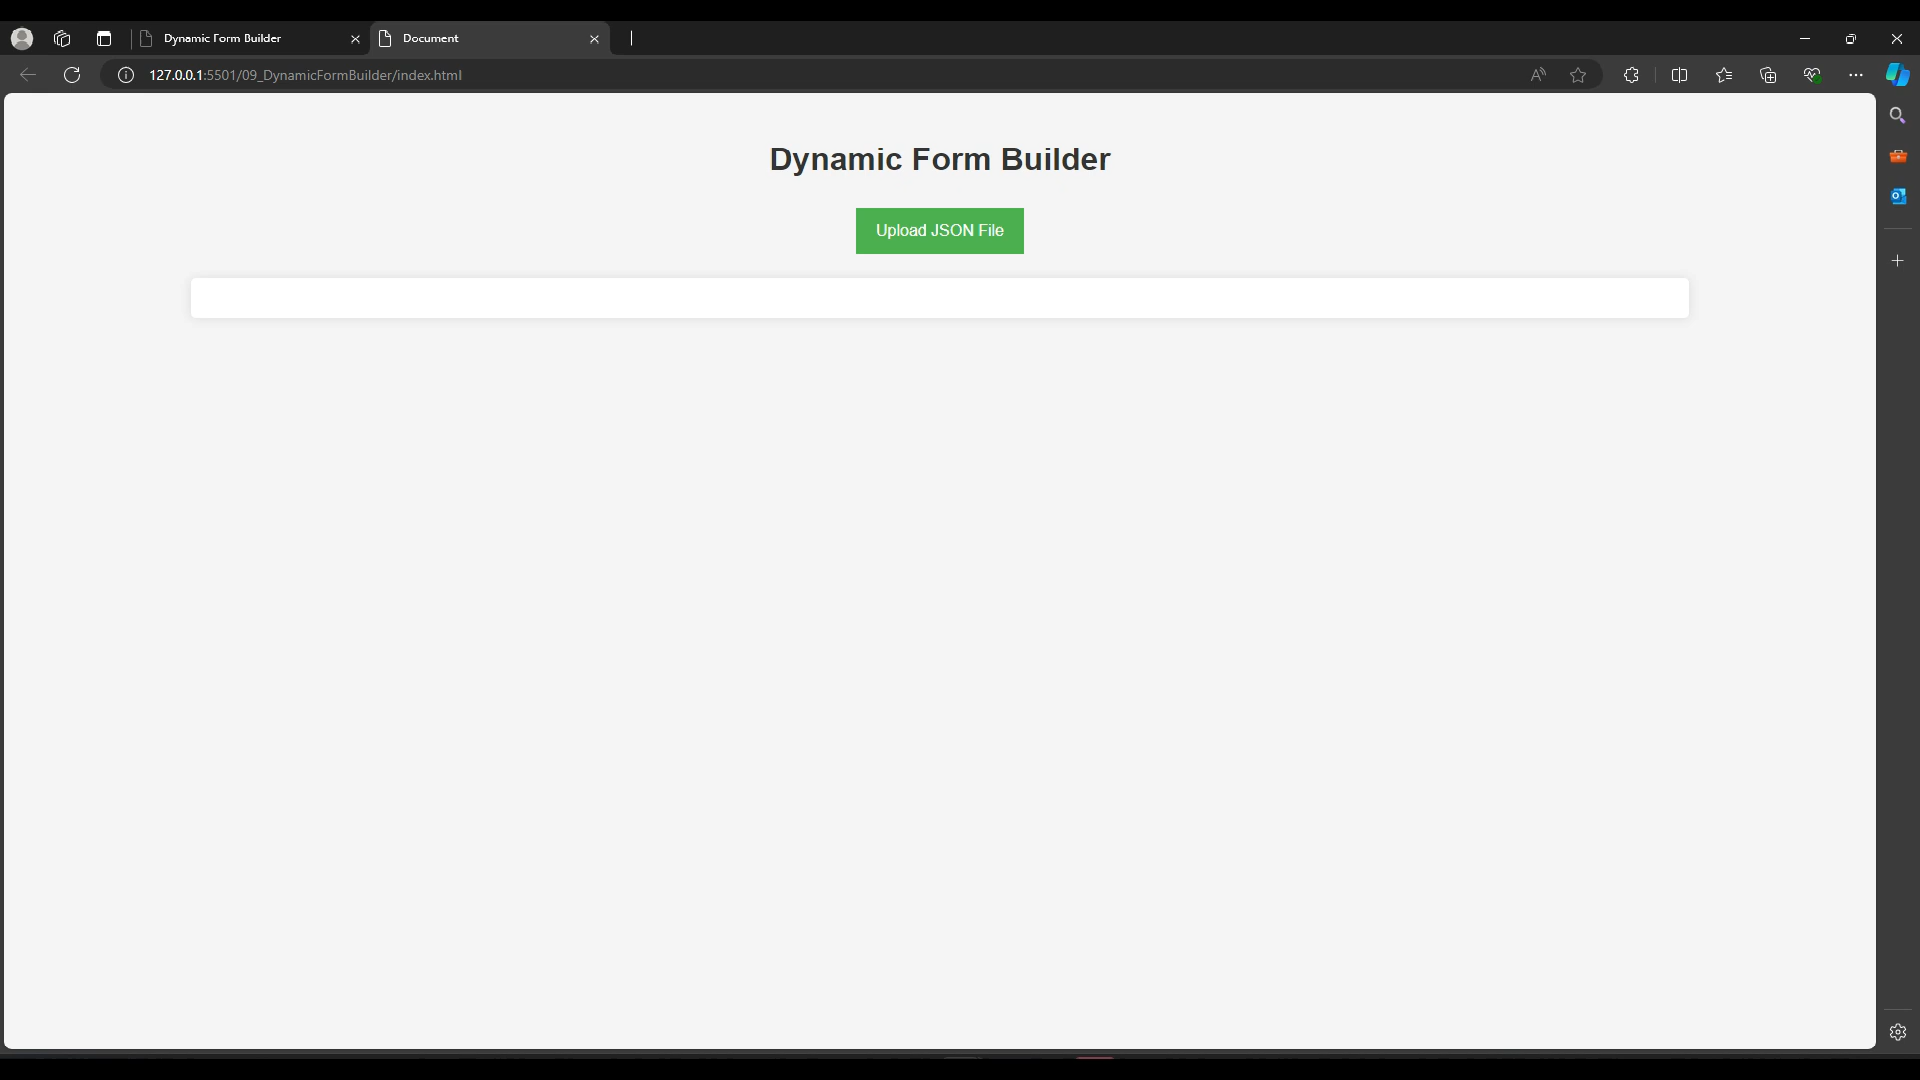 Dynamic Form Builder
Document
127.0.0.1:5501/09_DynamicFormBuilder/index.html
Dynamic Form Builder
Upload JSON File